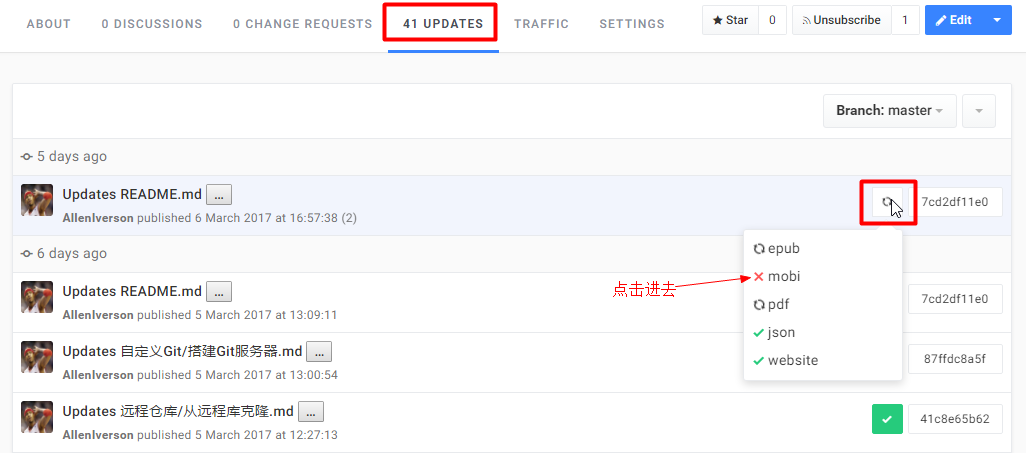 ABOUT 0 DISCUSSIONS 0 CHANGE REQUESTS 41 UPDATES TRAFFIC SETTINGS Star 0 Unsubscribe 1 Edit
Branch: master
5 days ago
Updates README.md ...
AllenIverson published 6 March 2017 at 16:57:38 (2)
7cd2df11e0
6 days ago
epub
mobi
点击进去
pdf
json
website
Updates README.md ...
AllenIverson published 5 March 2017 at 13:09:11
7cd2df11e0
Updates 自定义Git/搭建Git服务器.md ...
AllenIverson published 5 March 2017 at 13:00:54
87ffdc8a5f
Updates 远程仓库/从远程库克隆.md ...
AllenIverson published 5 March 2017 at 12:27:13
41c8e65b62